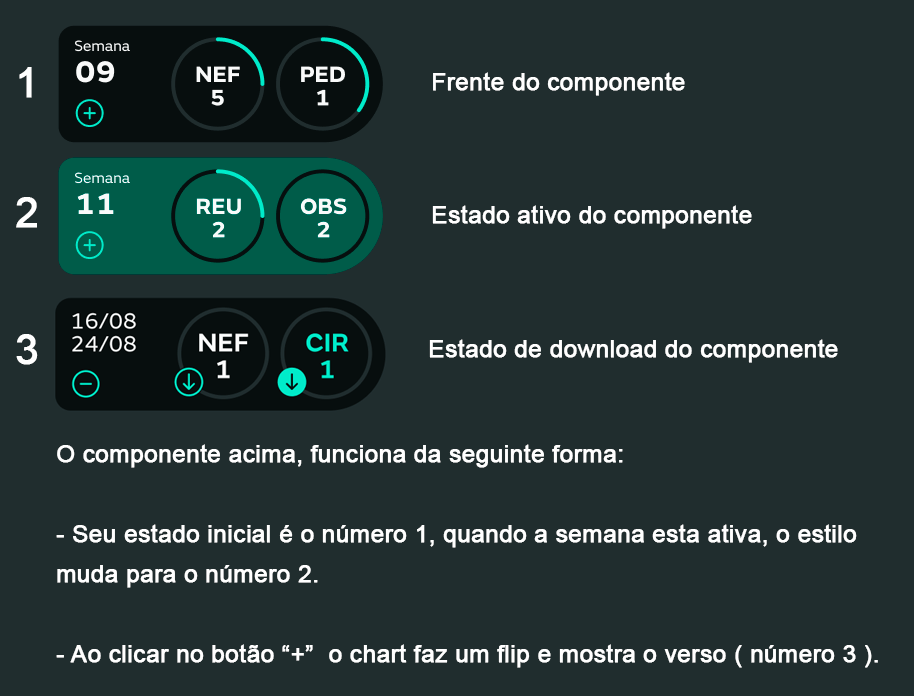 1
Semana
09
NEF
5
PED
1
Frente do componente
2
Semana
11
REU
2
OBS
2
Estado ativo do componente
3
16/08
24/08
NEF
1
CIR
1
Estado de download do componente
O componente acima, funciona da seguinte forma:
- Seu estado inicial é o número 1, quando a semana esta ativa, o estilo
muda para o número 2.
- Ao clicar no botão “+” o chart faz um flip e mostra o verso ( número 3 ).